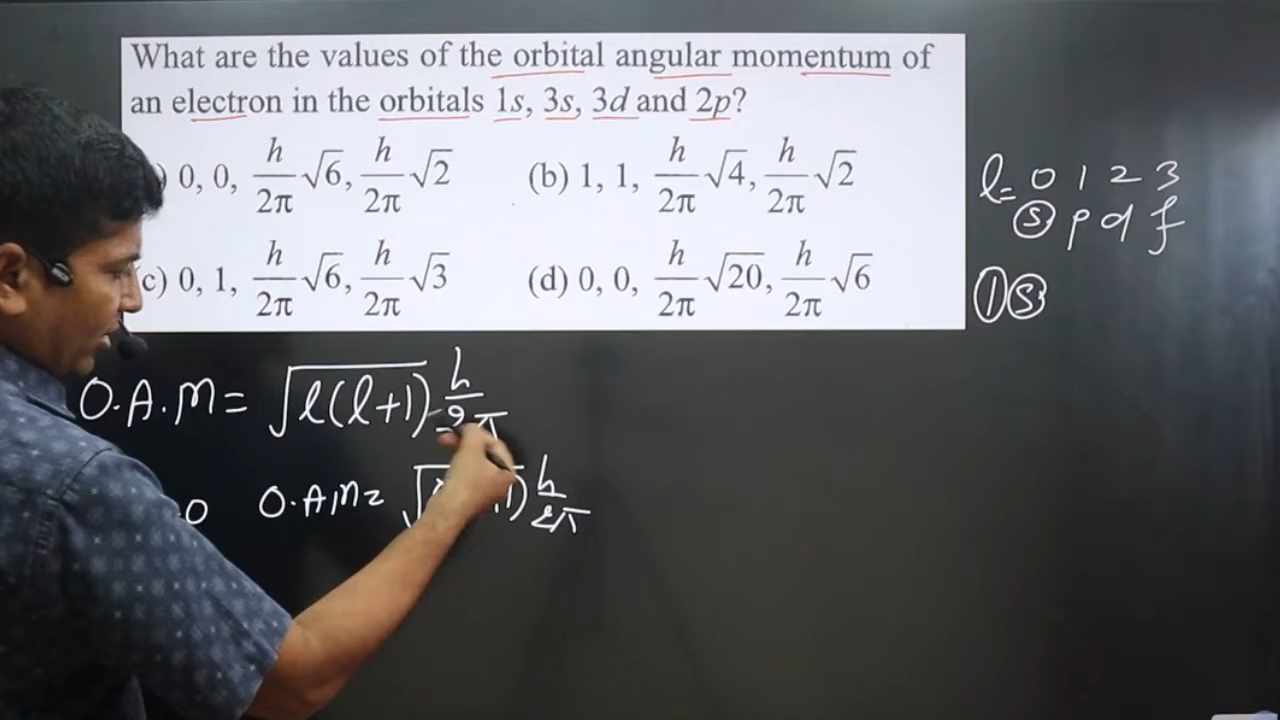 What are the values of the orbital angular momentum of
an electron in the orbitals 1s, 3s, 3d and 2p?
) 0, 0, h/2π √6, h/2π √2
(b) 1, 1, h/2π √4, h/2π √2
c) 0, 1, h/2π √6, h/2π √3
(d) 0, 0, h/2π √20, h/2π √6
l= 0 1 2 3
s p d f
1s
O.A.M= √l(l+1) h/2π
0 O.A.M= √ 1) h/2π